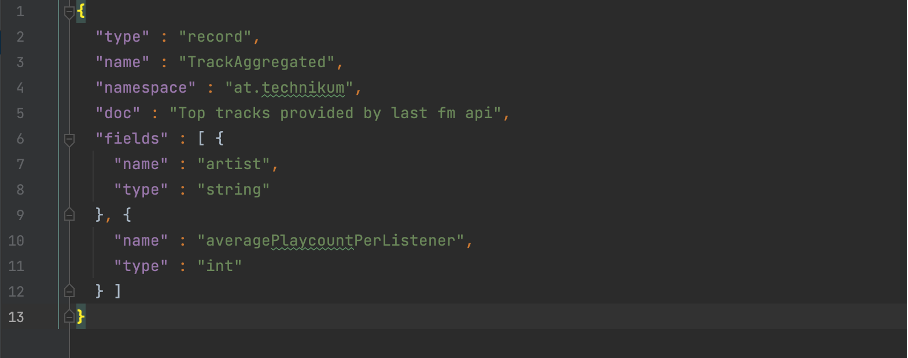 1 {
2 "type" : "record",
3 "name" : "TrackAggregated",
4 "namespace" : "at.technikum",
5 "doc" : "Top tracks provided by last fm api",
6 "fields" : [ {
7 "name" : "artist",
8 "type" : "string"
9 }, {
10 "name" : "averagePlaycountPerListener",
11 "type" : "int"
12 } ]
13 }